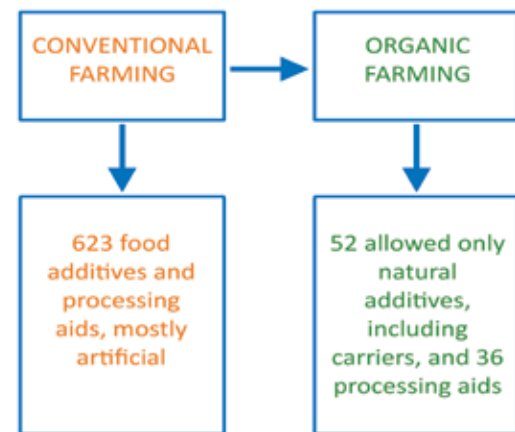 CONVENTIONAL
FARMING
ORGANIC
FARMING
623 food
additives and
processing
aids, mostly
artificial
52 allowed only
natural
additives,
including
carriers, and 36
processing aids